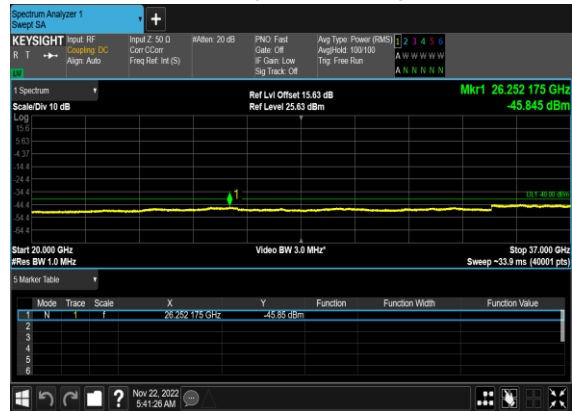 Spectrum Analyzer 1
Swept SA
+
KEYSIGHT Input: RF Input Z: 50 Ω #Atten: 20 dB PNO: Fast Avg Type: Power (RMS) 1 2 3 4 5 6
R T Coupling: DC Corr CCorr Gate: Off Avg|Hold: 100/100 A W W W W W
Align: Auto Freq Ref: Int (S) IF Gain: Low Trig: Free Run
Sig Track: Off A N N N N N
1 Spectrum Ref Lvl Offset 15.63 dB Mkr1 26.252 175 GHz
Scale/Div 10 dB Ref Level 25.63 dBm -45.845 dBm
Log
15.6
5.63
-4.37
-14.4
-24.4
-34.4 1 DL1 -40.00 dBm
-44.4
-54.4
-64.4
Start 20.000 GHz Video BW 3.0 MHz* Stop 37.000 GHz
#Res BW 1.0 MHz Sweep ~33.9 ms (40001 pts)
5 Marker Table
Mode Trace Scale X Y Function Function Width Function Value
1 N 1 f 26.252 175 GHz -45.85 dBm
2
3
4
5
6
? Nov 22, 2022
5:41:26 AM